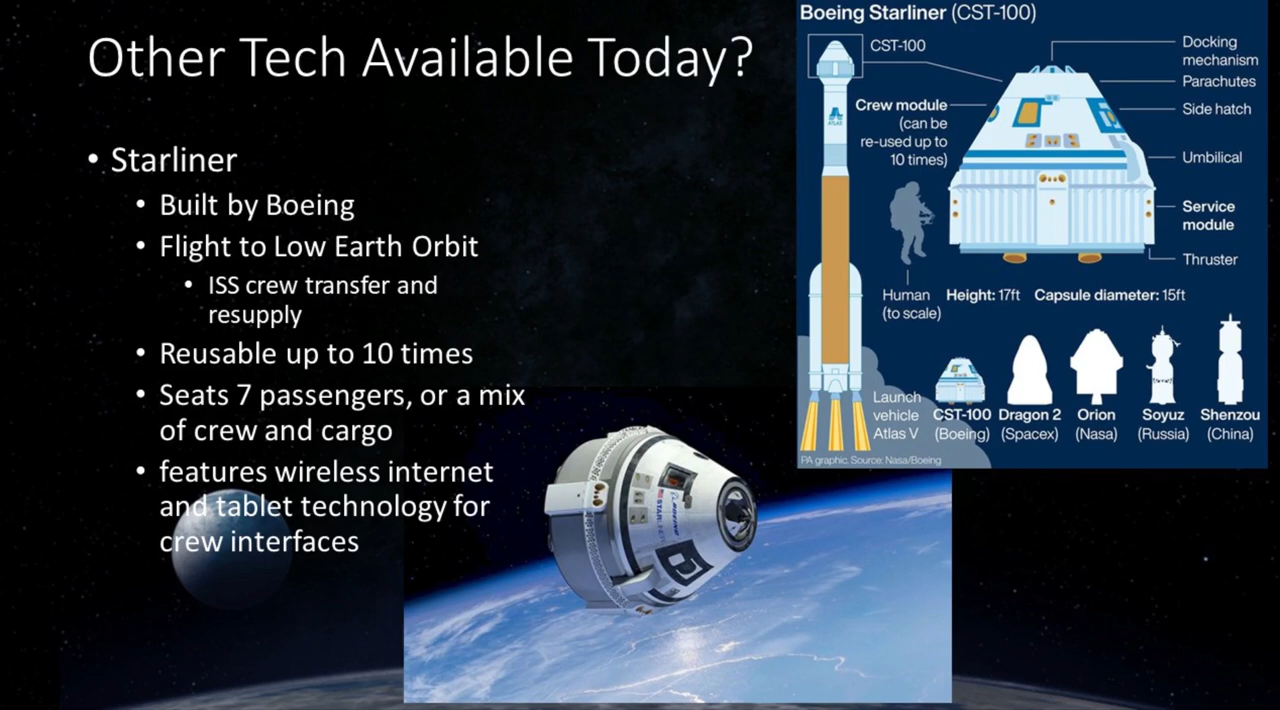 Other Tech Available Today?
• Starliner
• Built by Boeing
• Flight to Low Earth Orbit
• ISS crew transfer and
resupply
• Reusable up to 10 times
• Seats 7 passengers, or a mix
of crew and cargo
• features wireless internet
and tablet technology for
crew interfaces
Boeing Starliner (CST-100)
CST-100
ATLAS
Crew module
(can be
re-used up to
10 times)
Docking
mechanism
Parachutes
Side hatch
Umbilical
Service
module
Thruster
Human
(to scale)
Height: 17ft Capsule diameter: 15ft
Launch
vehicle
Atlas V
CST-100
(Boeing)
Dragon 2
(Spacex)
Orion
(Nasa)
Soyuz
(Russia)
Shenzou
(China)
PA graphic. Source: Nasa/Boeing
BOEING
STARLINER